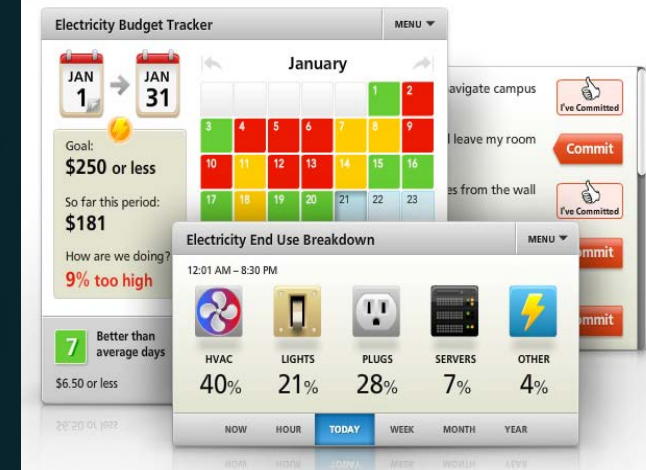 Electricity Budget Tracker
MENU
JAN
1
JAN
31
Goal:
$250 or less
So far this period:
$181
How are we doing?
9% too high
7
Better than
average days
$6.50 or less
January
1 2
3 4 5 6 7 8 9
10 11 12 13 14 15 16
17 18 19 20 21 22 23
navigate campus
I've Committed
leave my room
Commit
from the wall
I've Committed
Electricity End Use Breakdown
MENU
12:01 AM – 8:30 PM
HVAC LIGHTS PLUGS SERVERS OTHER
40% 21% 28% 7% 4%
NOW HOUR TODAY WEEK MONTH YEAR